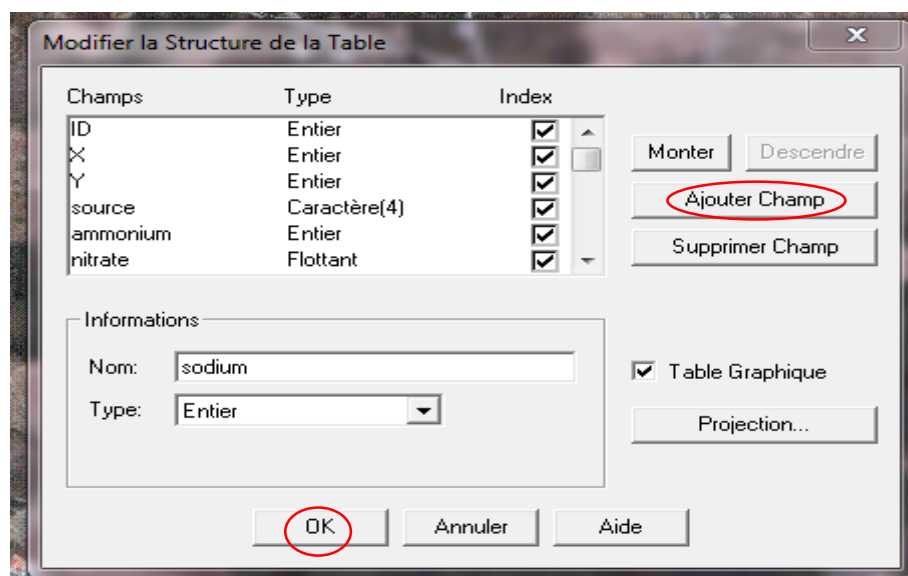 Modifier la Structure de la Table
Champs Type Index
ID Entier
X Entier
Y Entier
source Caractère(4)
ammonium Entier
nitrate Flottant
Monter Descendre
Ajouter Champ
Supprimer Champ
Informations
Nom: sodium
Type: Entier
Table Graphique
Projection...
OK Annuler Aide